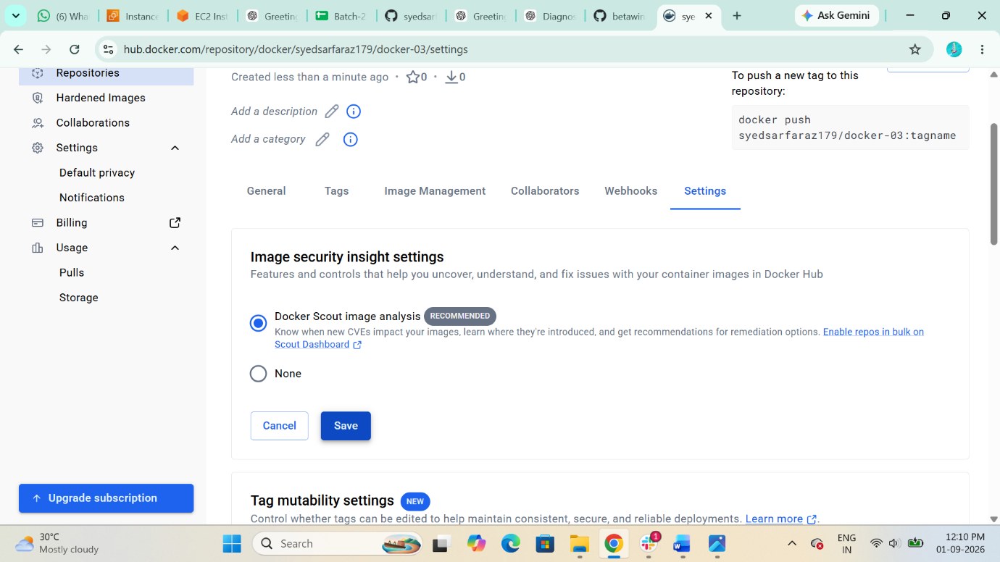 (6) Wha
Instance
EC2 Inst
Greeting
Batch-2
syedsarf
Greeting
Diagnos
betawin
sye
Ask Gemini
hub.docker.com/repository/docker/syedsarfaraz179/docker-03/settings
Repositories
Hardened Images
Collaborations
Settings
Default privacy
Notifications
Billing
Usage
Pulls
Storage
Upgrade subscription
Created less than a minute ago • 0 • 0
Add a description
Add a category
To push a new tag to this
repository:
docker push
syedsarfaraz179/docker-03:tagname
General Tags Image Management Collaborators Webhooks Settings
Image security insight settings
Features and controls that help you uncover, understand, and fix issues with your container images in Docker Hub
Docker Scout image analysis RECOMMENDED
Know when new CVEs impact your images, learn where they're introduced, and get recommendations for remediation options. Enable repos in bulk on
Scout Dashboard
None
Cancel Save
Tag mutability settings NEW
Control whether tags can be edited to help maintain consistent, secure, and reliable deployments. Learn more.
30°C
Mostly cloudy
Search
1
ENG
IN
12:10 PM
01-09-2026